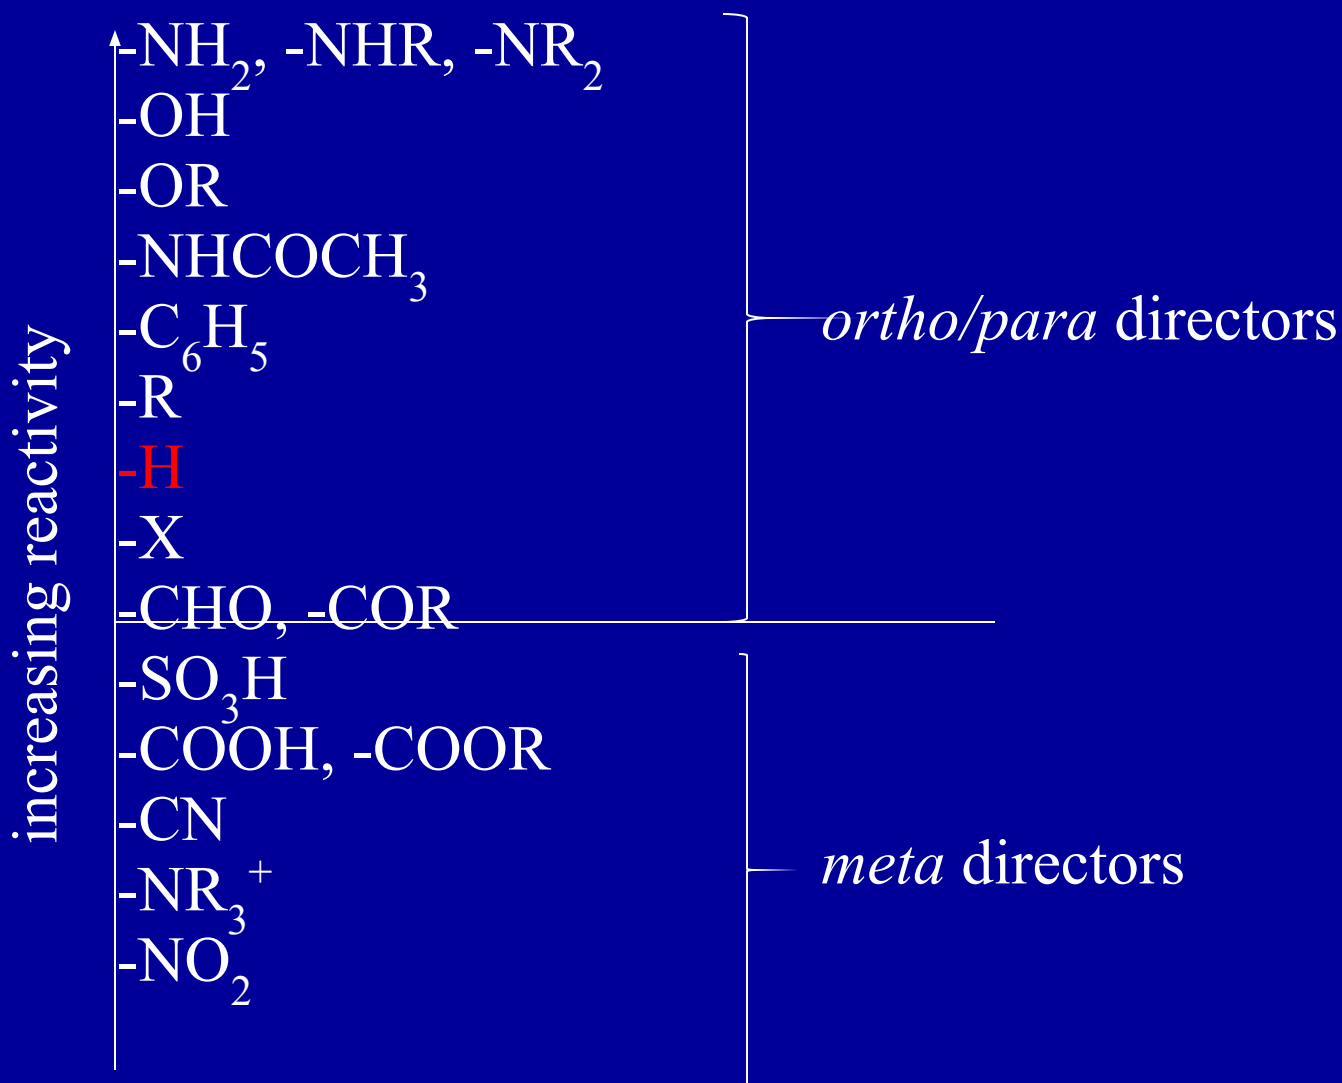 -NH₂, -NHR, -NR₂
-OH
-OR
-NHCOCH₃
-C₆H₅
-R
-H
-X
-CHO, -COR
-SO₃H
-COOH, -COOR
-CN
-NR₃⁺
-NO₂
increasing reactivity
ortho/para directors
meta directors